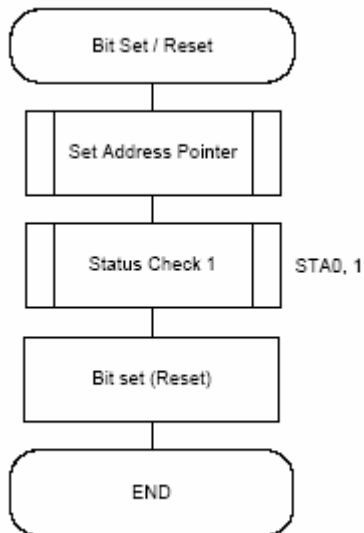 Bit Set / Reset
Set Address Pointer
Status Check 1
STA0, 1
Bit set (Reset)
END